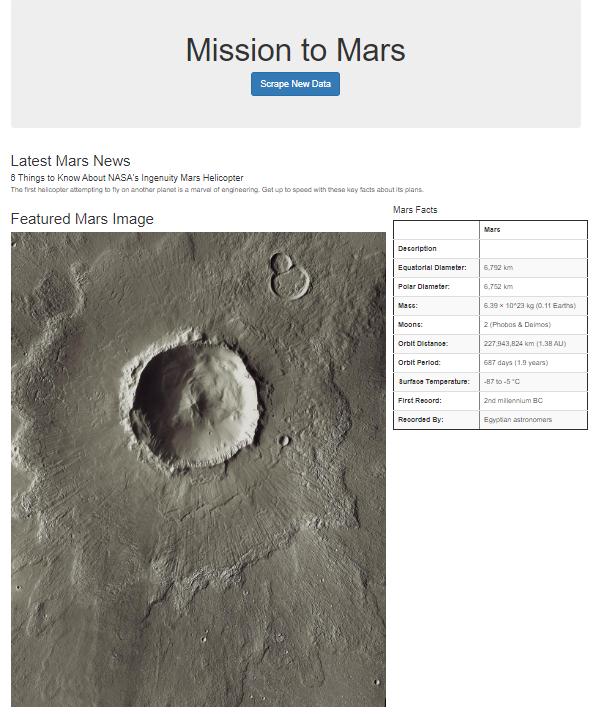 Mission to Mars
Scrape New Data
Latest Mars News
6 Things to Know About NASA's Ingenuity Mars Helicopter
The first helicopter attempting to fly on another planet is a marvel of engineering. Get up to speed with these key facts about its plans.
Featured Mars Image
Mars Facts
Mars
Description
Equatorial Diameter: 6,792 km
Polar Diameter: 6,752 km
Mass: 6.39 × 10^23 kg (0.11 Earths)
Moons: 2 (Phobos & Deimos)
Orbit Distance: 227,943,824 km (1.38 AU)
Orbit Period: 687 days (1.9 years)
Surface Temperature: -87 to -5 °C
First Record: 2nd millennium BC
Recorded By: Egyptian astronomers